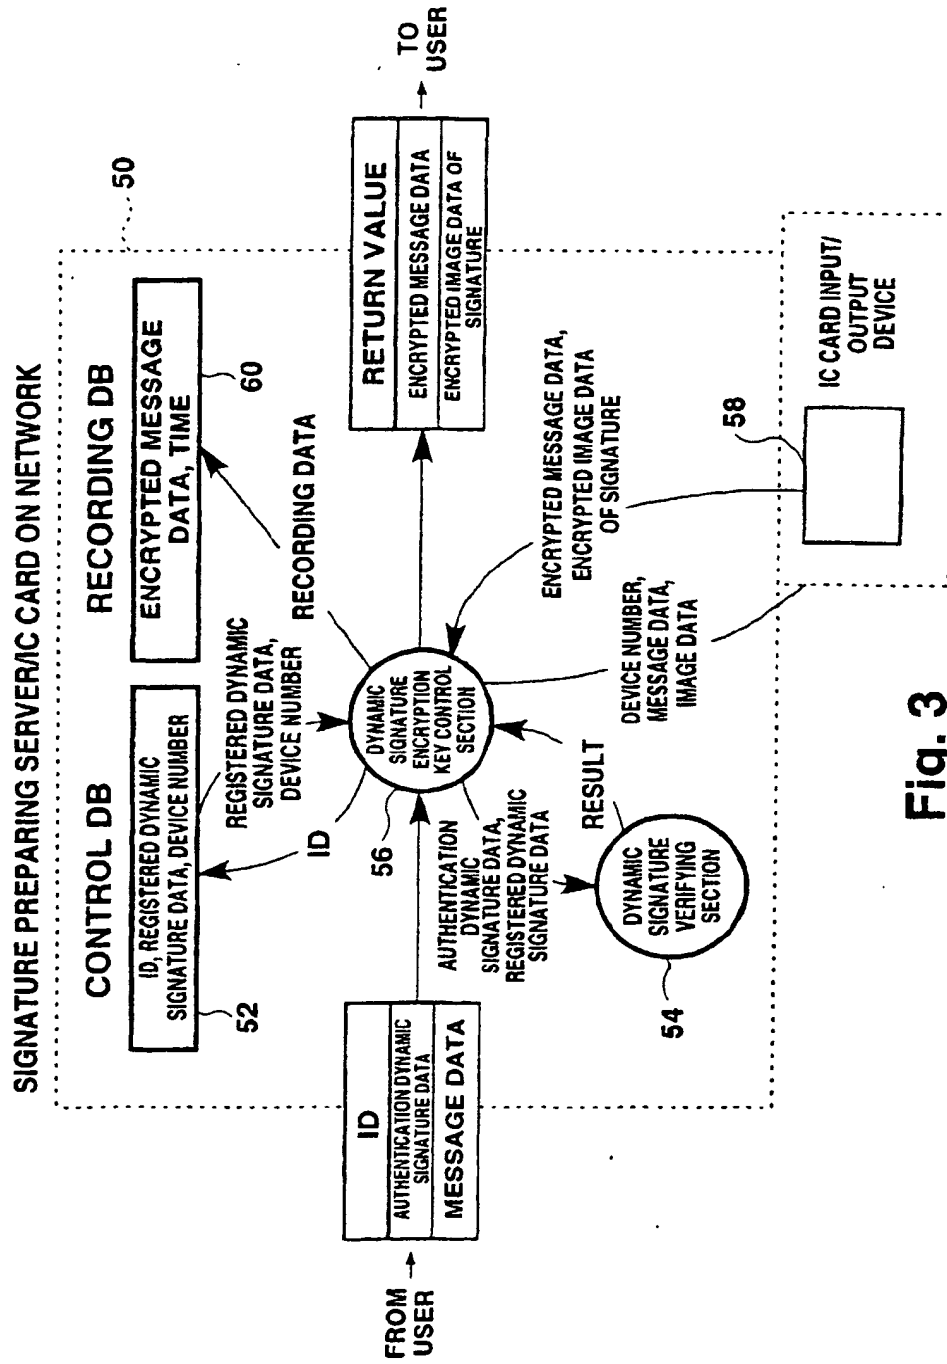 SIGNATURE PREPARING SERVER/IC CARD ON NETWORK
50
CONTROL DB
ID, REGISTERED DYNAMIC
SIGNATURE DATA, DEVICE NUMBER
52
RECORDING DB
ENCRYPTED MESSAGE
DATA, TIME
60
ID
REGISTERED DYNAMIC
SIGNATURE DATA,
DEVICE NUMBER
RECORDING DATA
FROM
USER
ID
AUTHENTICATION DYNAMIC
SIGNATURE DATA
MESSAGE DATA
56
DYNAMIC
SIGNATURE
ENCRYPTION
KEY CONTROL
SECTION
RETURN VALUE
ENCRYPTED MESSAGE DATA
ENCRYPTED IMAGE DATA OF
SIGNATURE
TO
USER
AUTHENTICATION
DYNAMIC
SIGNATURE DATA,
REGISTERED DYNAMIC
SIGNATURE DATA
RESULT
54
DYNAMIC
SIGNATURE
VERIFYING
SECTION
ENCRYPTED MESSAGE DATA,
ENCRYPTED IMAGE DATA
OF SIGNATURE
DEVICE NUMBER,
MESSAGE DATA,
IMAGE DATA
58
IC CARD INPUT/
OUTPUT
DEVICE
Fig. 3